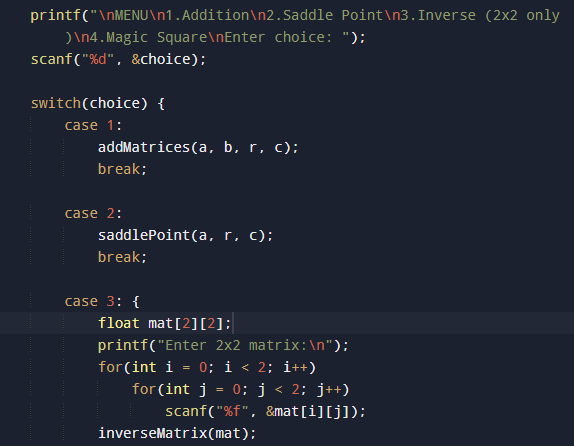 printf("\nMENU\n1.Addition\n2.Saddle Point\n3.Inverse (2x2 only
)\n4.Magic Square\nEnter choice: ");
scanf("%d", &choice);
switch(choice) {
case 1:
addMatrices(a, b, r, c);
break;
case 2:
saddlePoint(a, r, c);
break;
case 3: {
float mat[2][2];
printf("Enter 2x2 matrix:\n");
for(int i = 0; i < 2; i++)
for(int j = 0; j < 2; j++)
scanf("%f", &mat[i][j]);
inverseMatrix(mat);